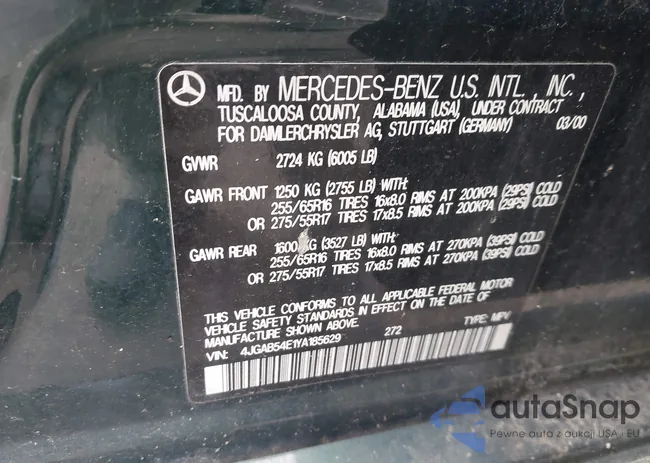 MFD. BY MERCEDES-BENZ U.S. INTL., INC.,
TUSCALOOSA COUNTY, ALABAMA (USA), UNDER CONTRACT
FOR DAIMLERCHRYSLER AG, STUTTGART (GERMANY) 03/00
GVWR 2724 KG (6005 LB)
GAWR FRONT 1250 KG (2755 LB) WITH:
255/65R16 TIRES 16x8.0 RIMS AT 200KPA (29PSI) COLD
OR 275/55R17 TIRES 17x8.5 RIMS AT 200KPA (29PSI) COLD
GAWR REAR 1600 KG (3527 LB) WITH:
255/65R16 TIRES 16x8.0 RIMS AT 270KPA (39PSI) COLD
OR 275/55R17 TIRES 17x8.5 RIMS AT 270KPA (39PSI) COLD
THIS VEHICLE CONFORMS TO ALL APPLICABLE FEDERAL MOTOR
VEHICLE SAFETY STANDARDS IN EFFECT ON THE DATE OF
MANUFACTURE SHOWN ABOVE.
VIN: 4JGAB54E1YA185629 272 TYPE: MPV
autoSnap
Pewne auta z aukcji USA i EU